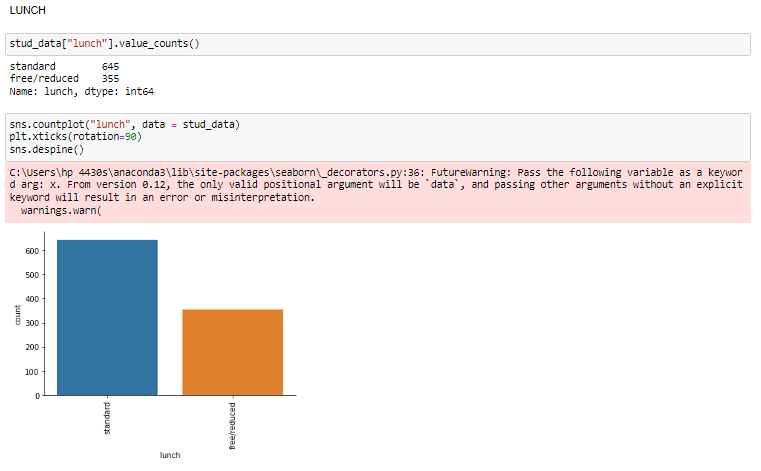 LUNCH
stud_data["lunch"].value_counts()
standard 645
free/reduced 355
Name: lunch, dtype: int64
sns.countplot("lunch", data = stud_data)
plt.xticks(rotation=90)
sns.despine()
C:\Users\hp 4430s\anaconda3\lib\site-packages\seaborn\_decorators.py:36: FutureWarning: Pass the following variable as a keywor
d arg: x. From version 0.12, the only valid positional argument will be `data`, and passing other arguments without an explicit
keyword will result in an error or misinterpretation.
warnings.warn(
600
500
400
300
200
100
0
count
standard
free/reduced
lunch